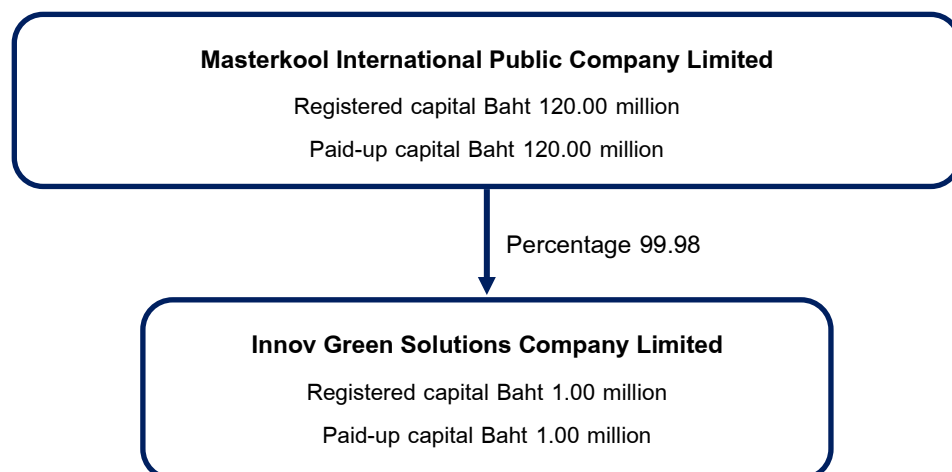 Masterkool International Public Company Limited
Registered capital Baht 120.00 million
Paid-up capital Baht 120.00 million
Percentage 99.98
Innov Green Solutions Company Limited
Registered capital Baht 1.00 million
Paid-up capital Baht 1.00 million